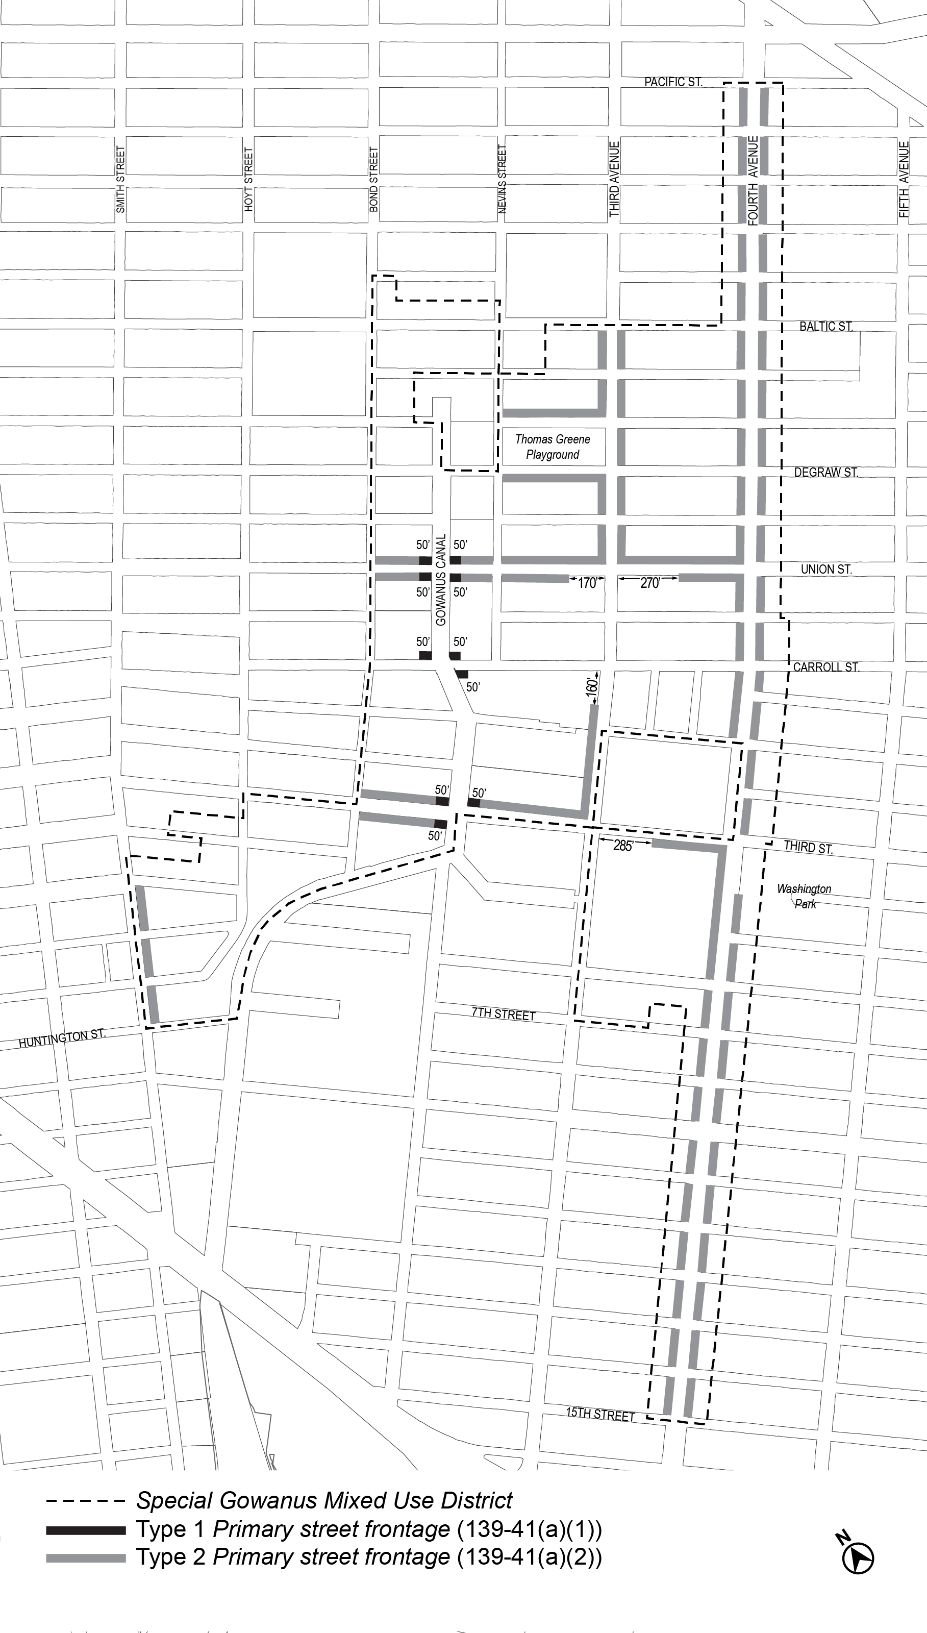 PACIFIC ST.
SMITH STREET
HOYT STREET
BOND STREET
NEVINS STREET
THIRD AVENUE
FOURTH AVENUE
FIFTH AVENUE
BALTIC ST.
Thomas Greene
Playground
DEGRAW ST.
GOWANUS CANAL
50' 50'
UNION ST.
170' 270'
50' 50'
50' 50'
CARROLL ST.
50'
160'
50' 50'
50'
285'
THIRD ST.
Washington
Park
7TH STREET
HUNTINGTON ST.
15TH STREET
Special Gowanus Mixed Use District
Type 1 Primary street frontage (139-41(a)(1))
Type 2 Primary street frontage (139-41(a)(2))
N